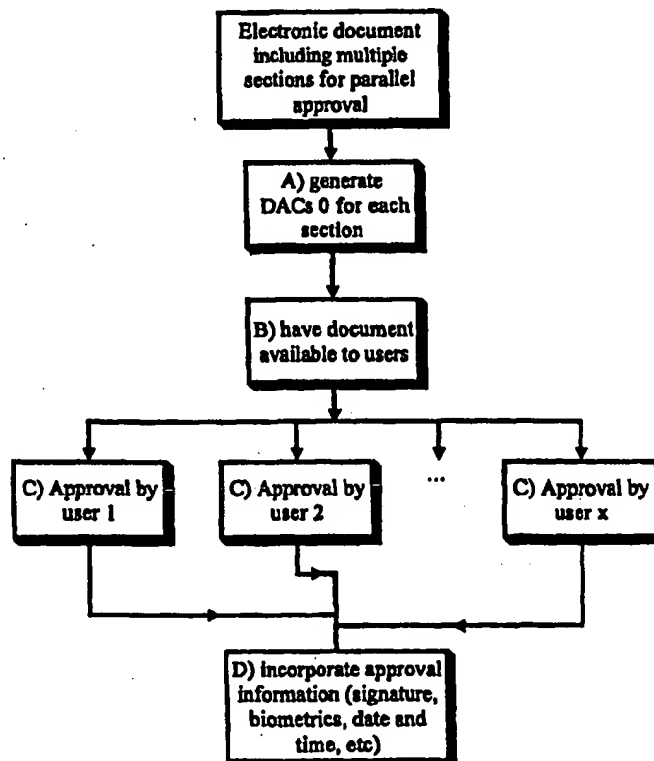 Electronic document
including multiple
sections for parallel
approval
A) generate
DACs 0 for each
section
B) have document
available to users
C) Approval by
user 1
C) Approval by
user 2
...
C) Approval by
user x
D) incorporate approval
information (signature,
biometrics, date and
time, etc)